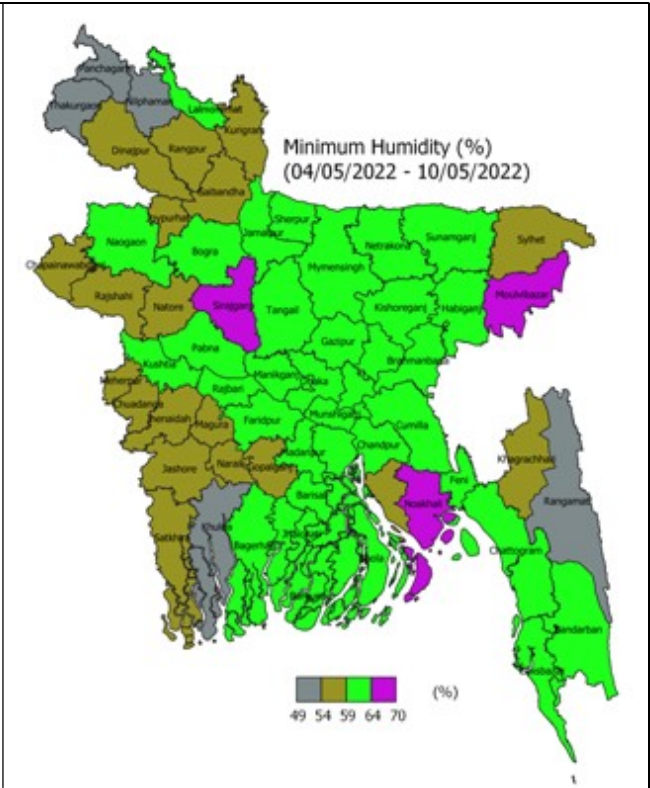 Panchagarh
Thakurgaon
Nilphamari
Lalmonirhat
Kurigram
Dinajpur
Rangpur
Minimum Humidity (%)
(04/05/2022 - 10/05/2022)
Gaibandha
Joypurhat
Naogaon
Bogra
Jamalpur
Sherpur
Netrakona
Sunamganj
Sylhet
Mymensingh
Chapainawabganj
Rajshahi
Natore
Sirajganj
Tangail
Kishoreganj
Habiganj
Moulvibazar
Gazipur
Pabna
Kushtia
Manikganj
Dhaka
Brahmanbaria
Meherpur
Chuadanga
Rajbari
Jhenaidah
Magura
Faridpur
Munshiganj
Cumilla
Jashore
Narail
Gopalganj
Madaripur
Chandpur
Khagrachhari
Rangamati
Satkhira
Khulna
Bagerhat
Barisal
Jhalokati
Bhola
Noakhali
Feni
Chattogram
Bandarban
Coxsbazar
(%)
49 54 59 64 70